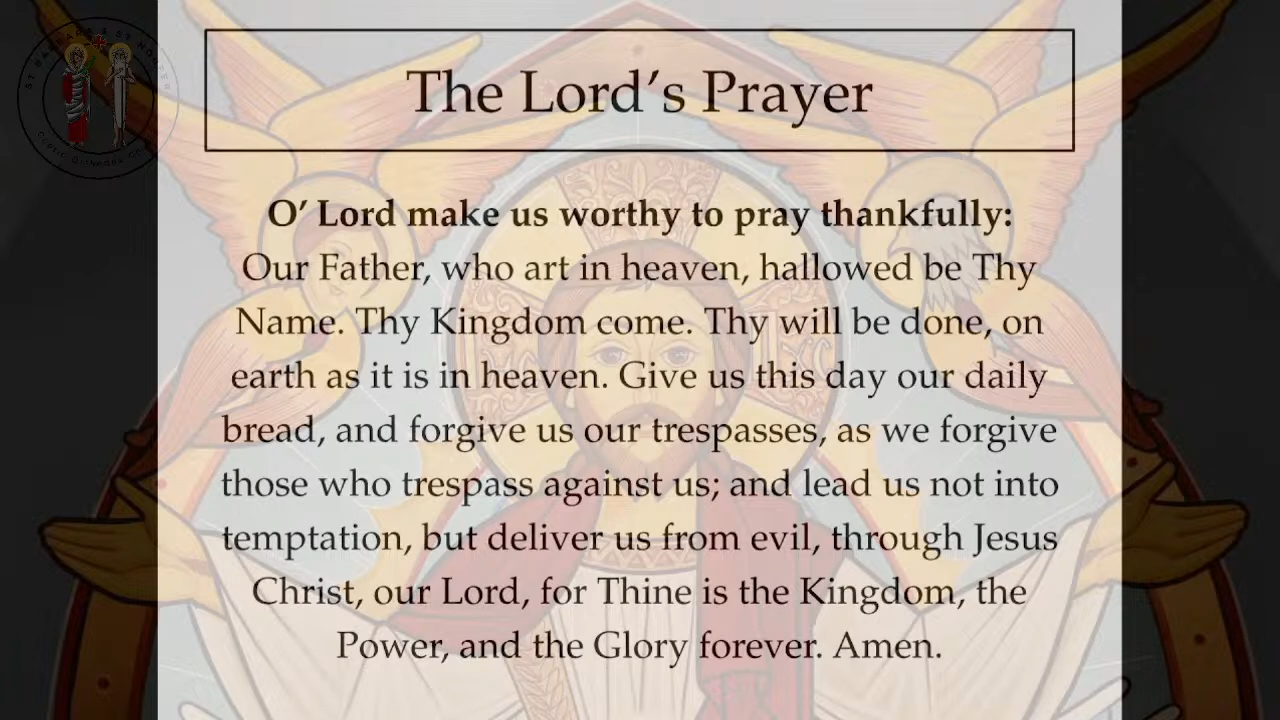 The Lord's Prayer
O' Lord make us worthy to pray thankfully:
Our Father, who art in heaven, hallowed be Thy
Name. Thy Kingdom come. Thy will be done, on
earth as it is in heaven. Give us this day our daily
bread, and forgive us our trespasses, as we forgive
those who trespass against us; and lead us not into
temptation, but deliver us from evil, through Jesus
Christ, our Lord, for Thine is the Kingdom, the
Power, and the Glory forever. Amen.